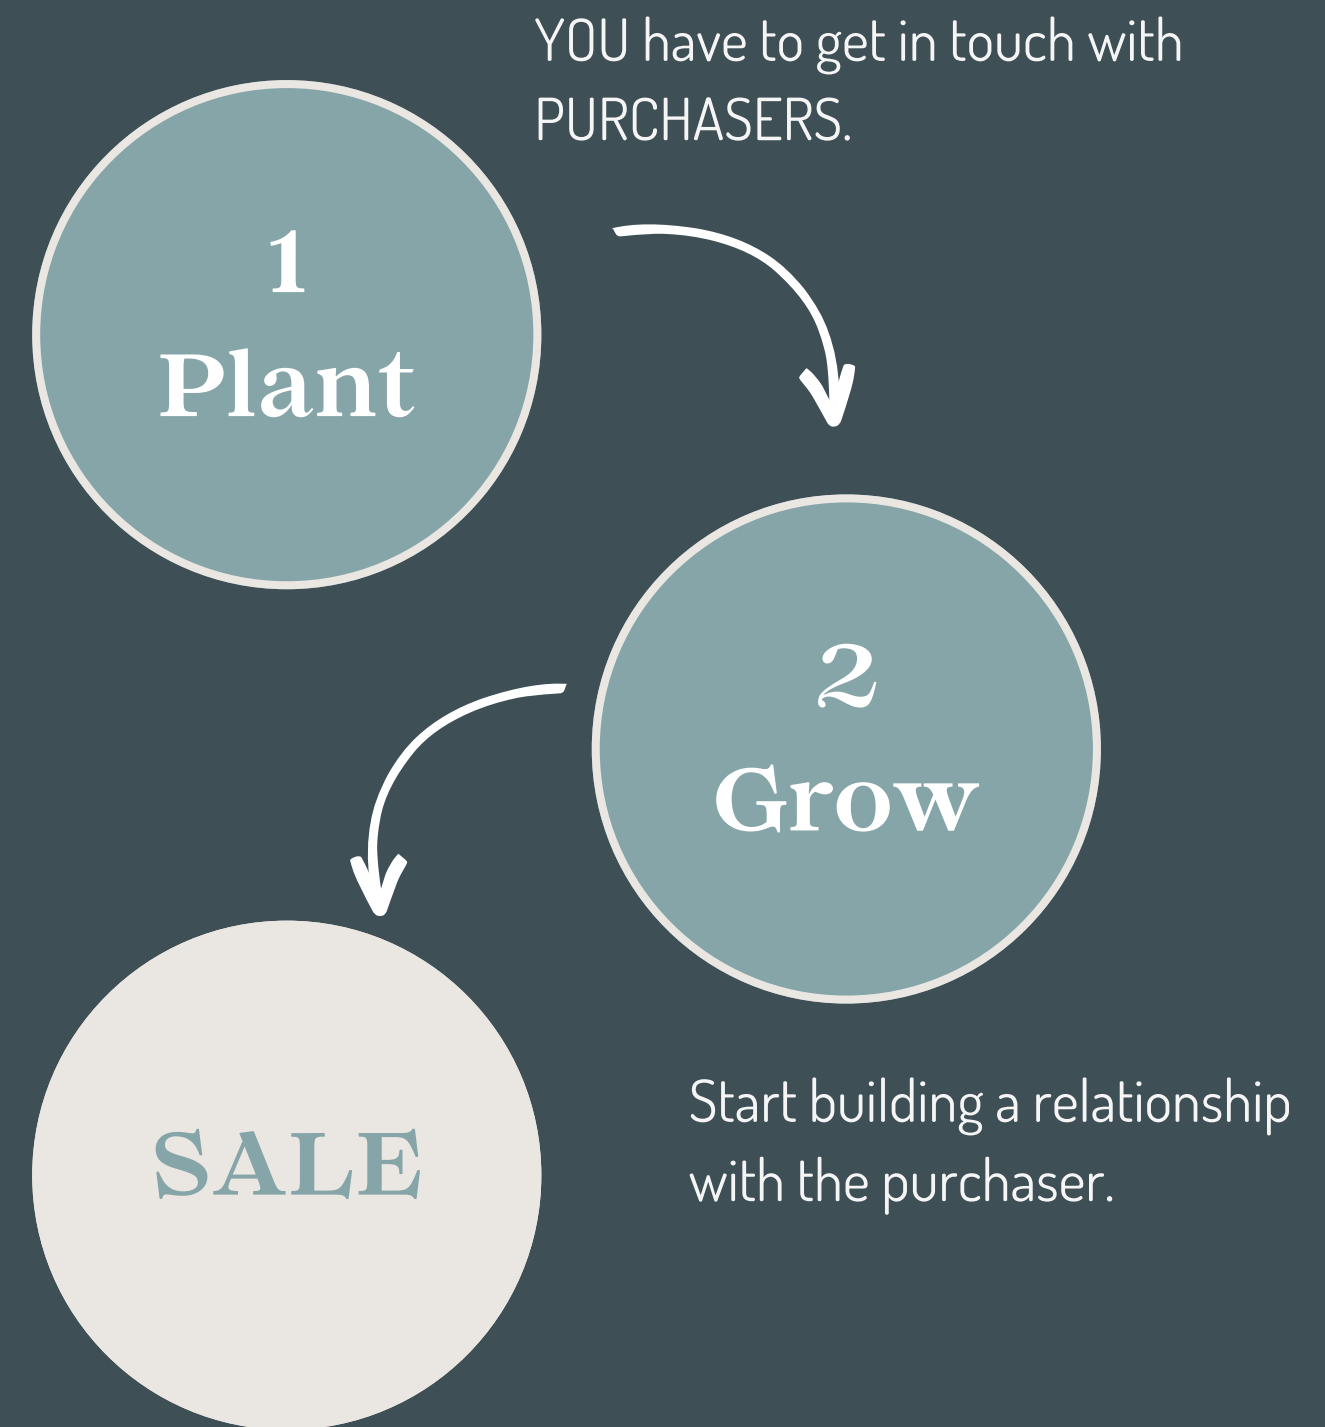 YOU have to get in touch with
PURCHASERS.
1
Plant
2
Grow
Start building a relationship
with the purchaser.
SALE